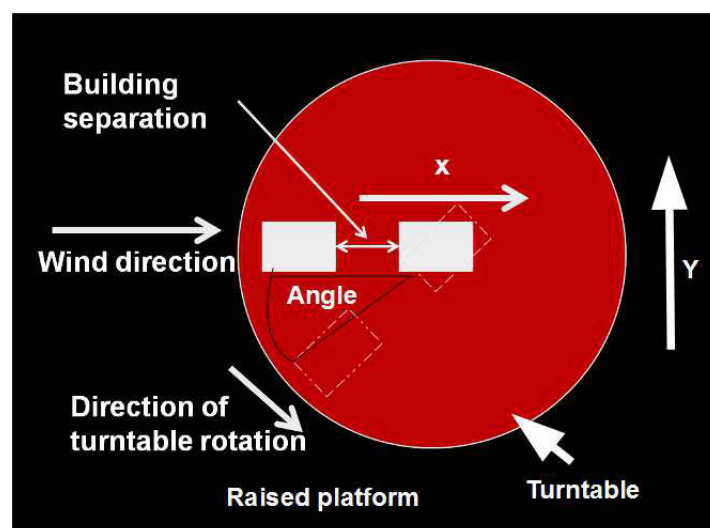 Building
separation
x
Wind direction
Y
Angle
Direction of
turntable rotation
Raised platform
Turntable